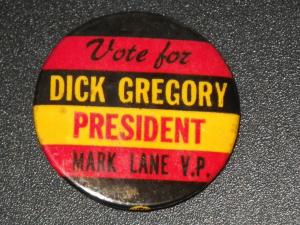 Vote for
DICK GREGORY
PRESIDENT
MARK LANE V.P.